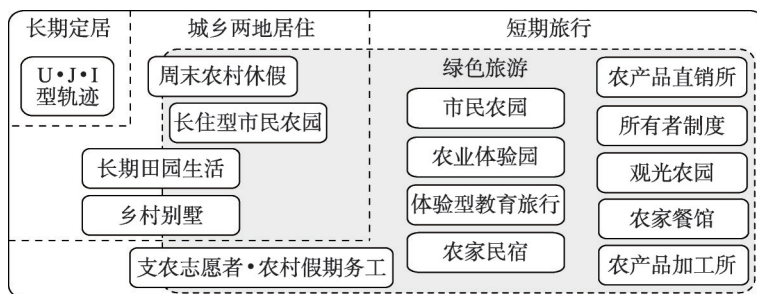 长期定居
城乡两地居住
短期旅行
U·J·I
型轨迹
周末农村休假
长住型市民农园
长期田园生活
乡村别墅
支农志愿者·农村假期务工
绿色旅游
市民农园
农业体验园
体验型教育旅行
农家民宿
农产品直销所
所有者制度
观光农园
农家餐馆
农产品加工所